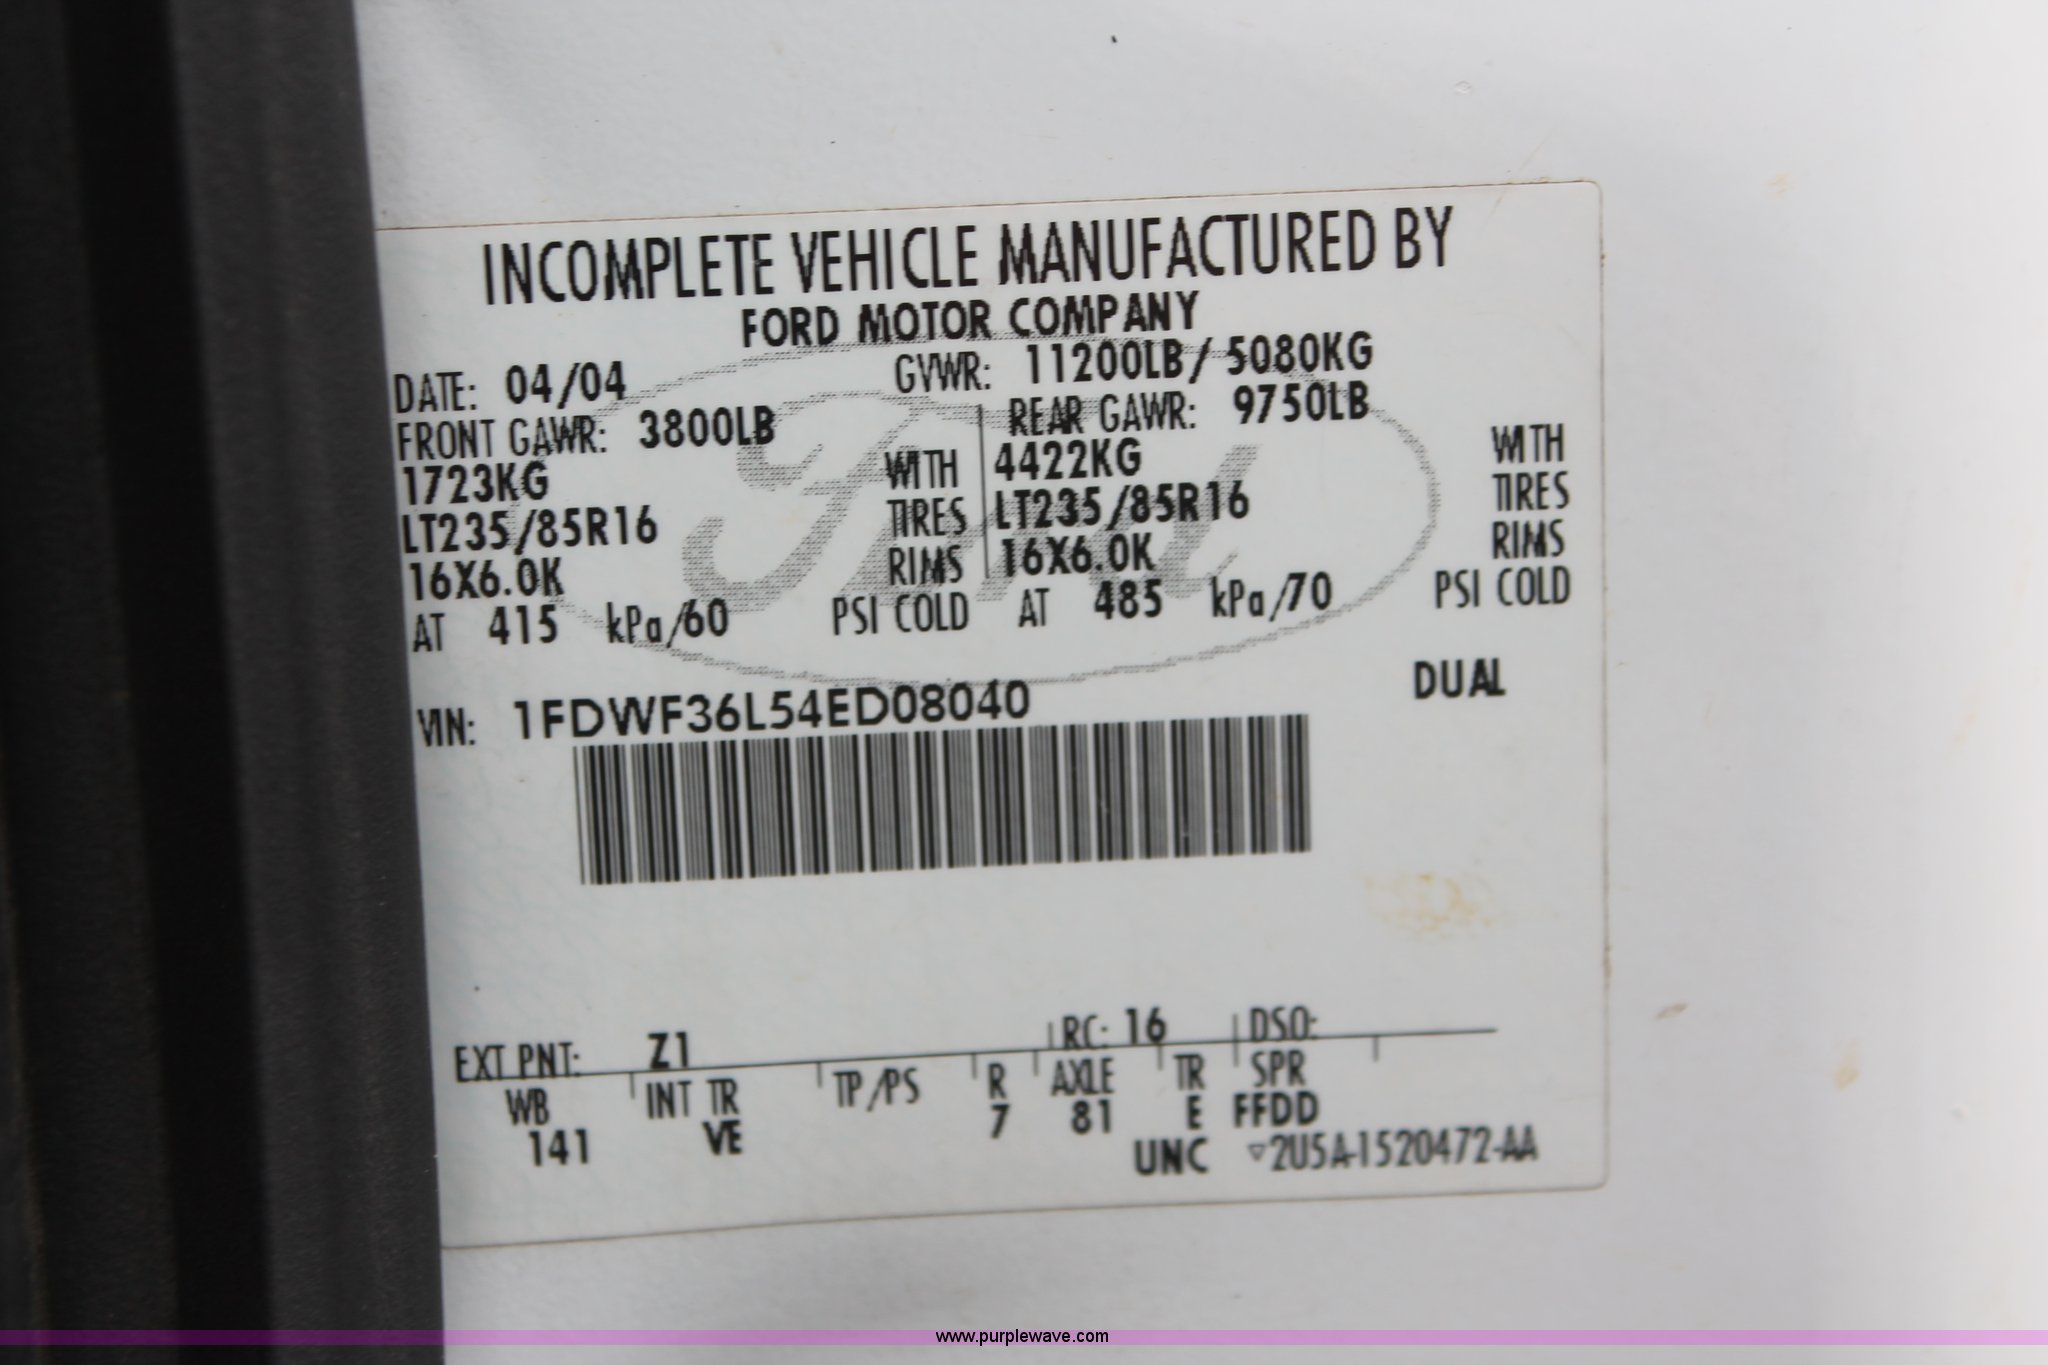 INCOMPLETE VEHICLE MANUFACTURED BY
FORD MOTOR COMPANY
DATE: 04/04 GVWR: 11200LB/ 5080KG
FRONT GAWR: 3800LB REAR GAWR: 9750LB
1723KG WITH 4422KG WITH
LT235/85R16 TIRES LT235/85R16 TIRES
16X6.0K RIMS 16X6.0K RIMS
AT 415 kPa/60 PSI COLD AT 485 kPa/70 PSI COLD
DUAL
VIN: 1FDWF36L54ED08040
EXT PNT: Z1 RC: 16 DSO:
WB INT TR TP/PS R AXLE TR SPR
141 VE 7 81 E FFDD
UNC ▿2U5A-1520472-AA
Ford
www.purplewave.com